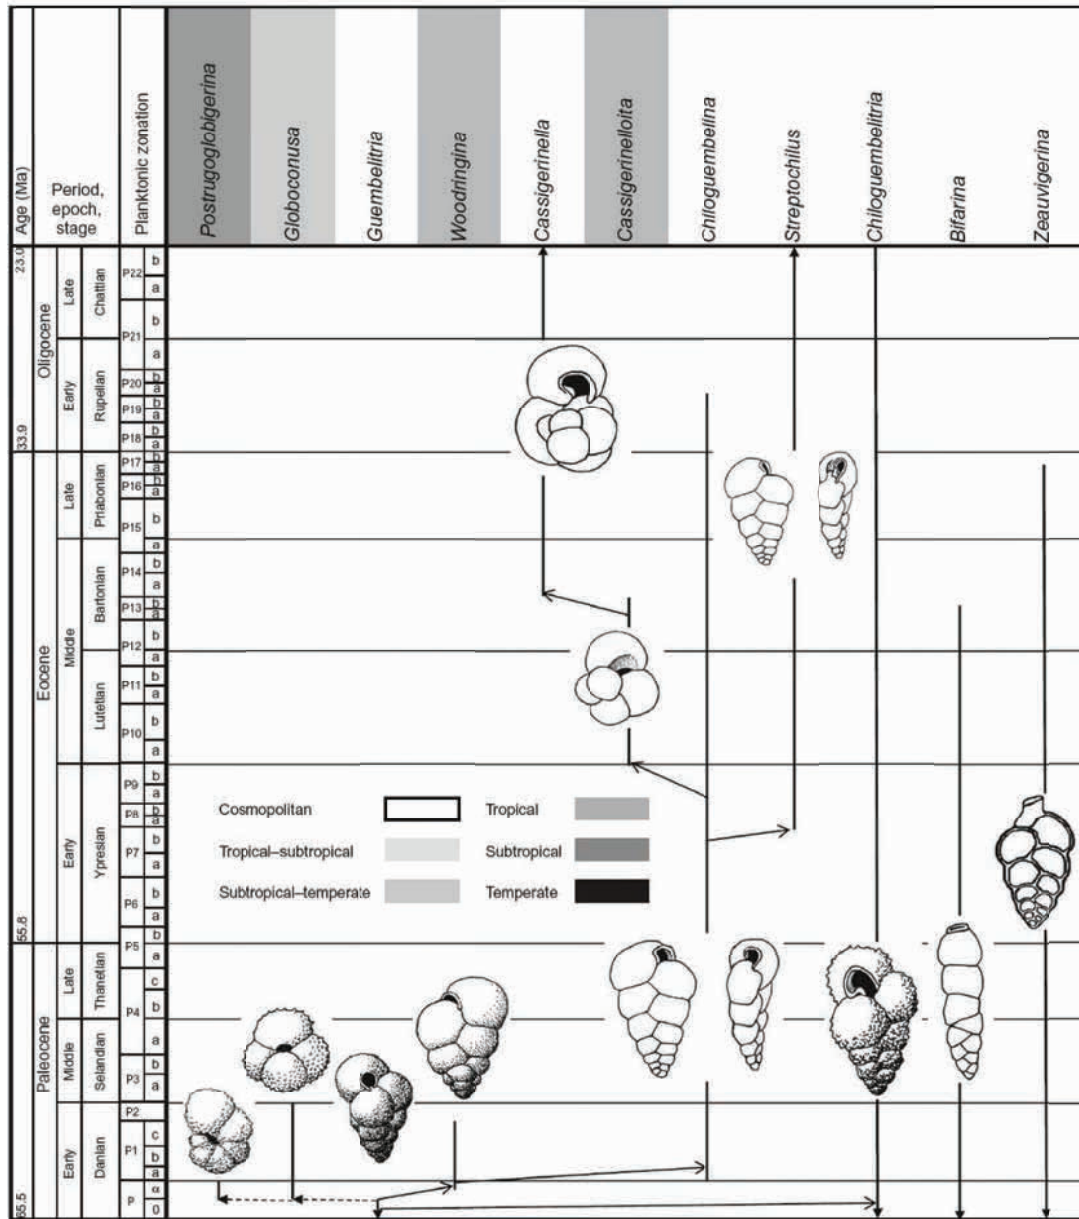 Age (Ma)
Period,
epoch,
stage
Planktonic zonation
Postrugoglobigerina
Globoconusa
Guembelitria
Woodringina
Cassigerinella
Cassigerinelloita
Chiloguembelina
Streptochilus
Chiloguembelitria
Bifarina
Zeauvigerina
23.0
33.9
55.8
65.5
Oligocene
Late
Chattian
P22
b
a
P21
b
Early
Rupelian
a
P20
b
a
P19
b
a
P18
b
a
Eocene
Late
Priabonian
P17
b
a
P16
b
a
P15
b
Middle
Bartonian
a
P14
b
a
P13
b
a
P12
b
Lutetian
a
P11
b
a
P10
b
a
Early
Ypresian
P9
b
a
P8
b
a
P7
b
a
P6
b
a
P5
b
Paleocene
Late
Thanetian
a
P4
c
b
Middle
Selandian
a
P3
b
a
Early
Danian
P2
P1
c
b
a
P
α
0
Cosmopolitan
Tropical
Tropical–subtropical
Subtropical
Subtropical–temperate
Temperate